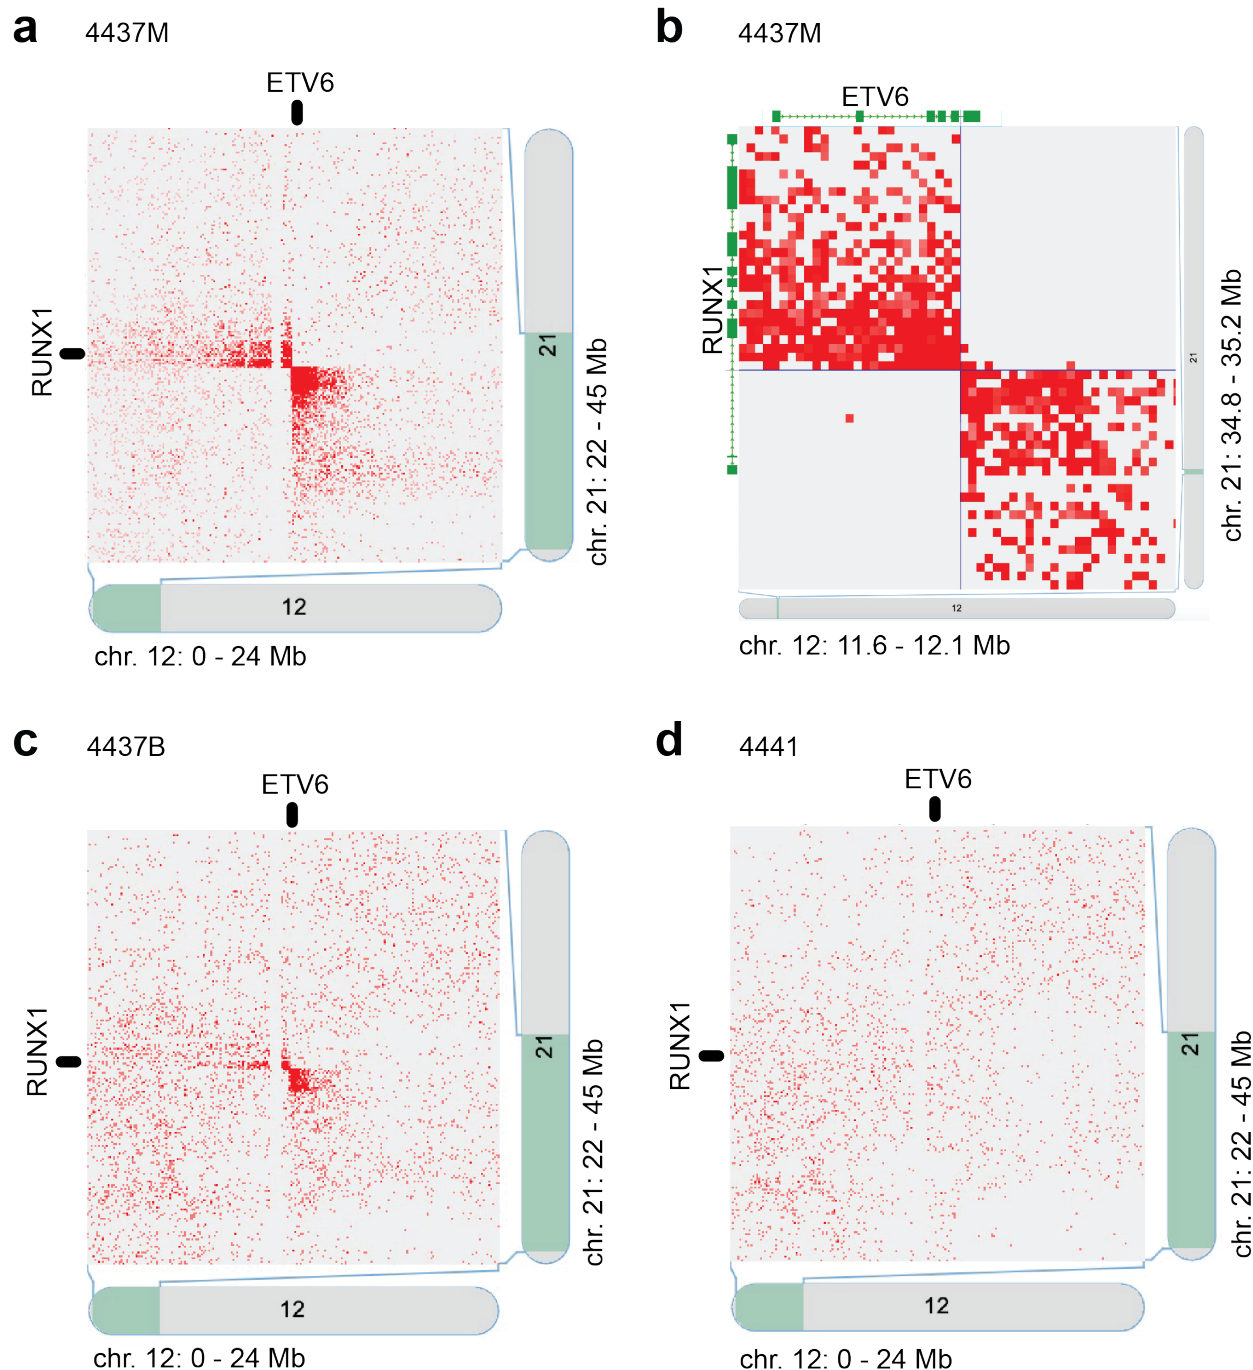 a 4437M
ETV6
RUNX1
21
chr. 21: 22 - 45 Mb
12
chr. 12: 0 - 24 Mb
b 4437M
ETV6
RUNX1
21
chr. 21: 34.8 - 35.2 Mb
12
chr. 12: 11.6 - 12.1 Mb
c 4437B
ETV6
RUNX1
21
chr. 21: 22 - 45 Mb
12
chr. 12: 0 - 24 Mb
d 4441
ETV6
RUNX1
21
chr. 21: 22 - 45 Mb
12
chr. 12: 0 - 24 Mb